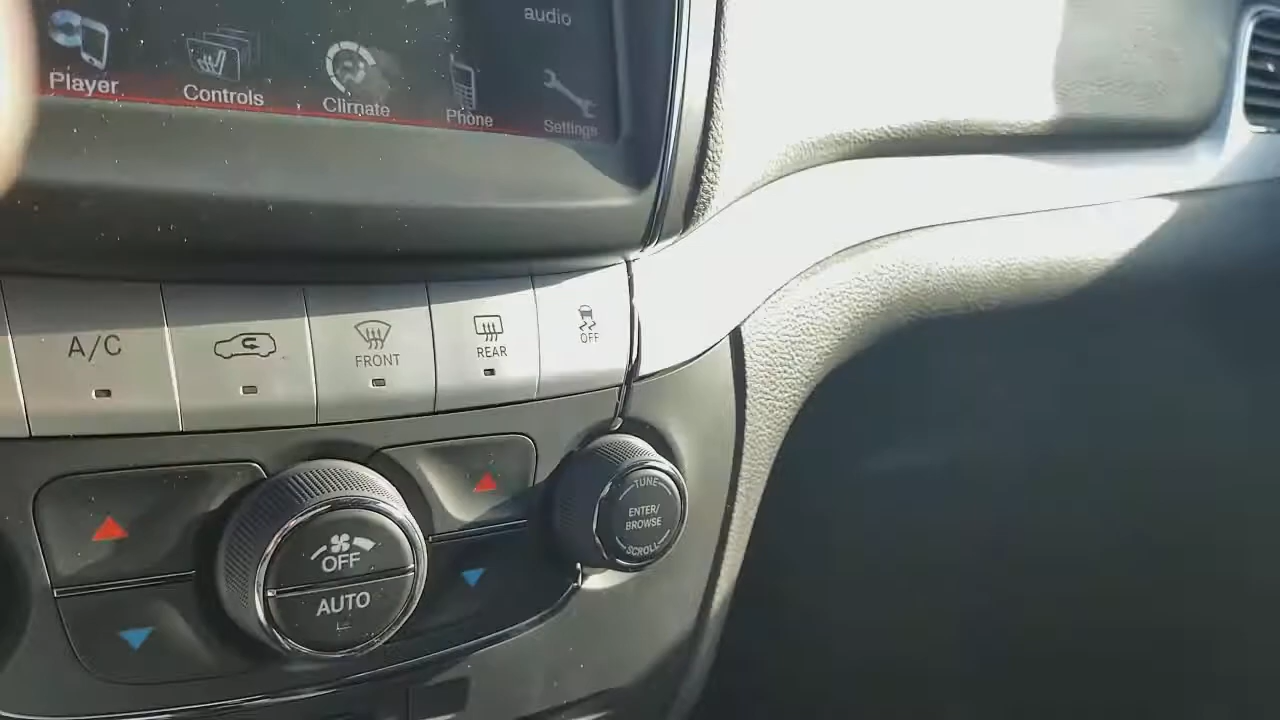 audio
Player
Controls
Climate
Phone
Settings
A/C
FRONT
REAR
OFF
OFF
AUTO
TUNE
ENTER/
BROWSE
SCROLL